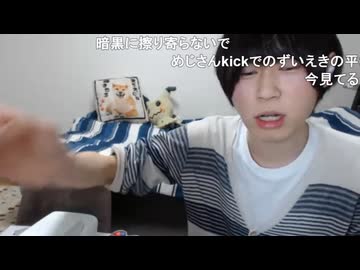 暗黒に擦り寄らないで
めじさんkickでのずいえきの平
今見てる